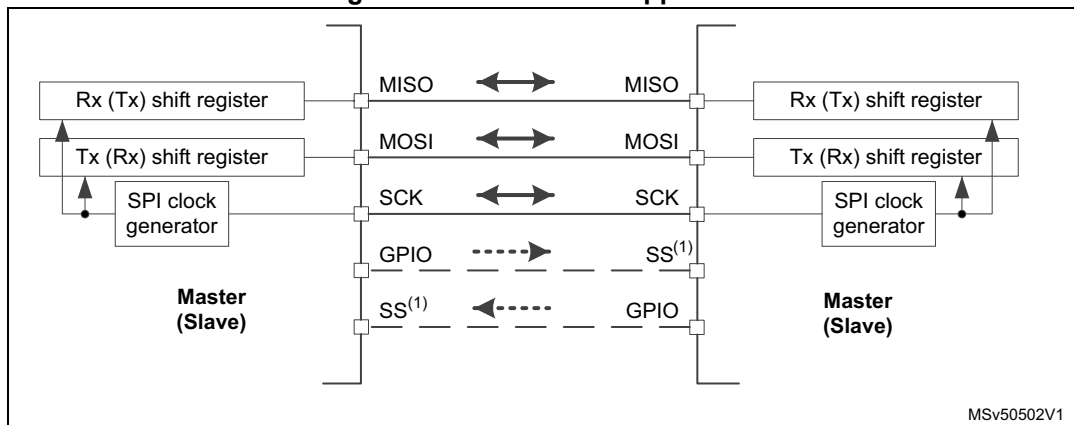 MISO MISO
Rx (Tx) shift register Rx (Tx) shift register
MOSI MOSI
Tx (Rx) shift register Tx (Rx) shift register
SPI clock generator SCK SCK SPI clock generator
GPIO SS(1)
Master (Slave) SS(1) GPIO Master (Slave)
MSv50502V1